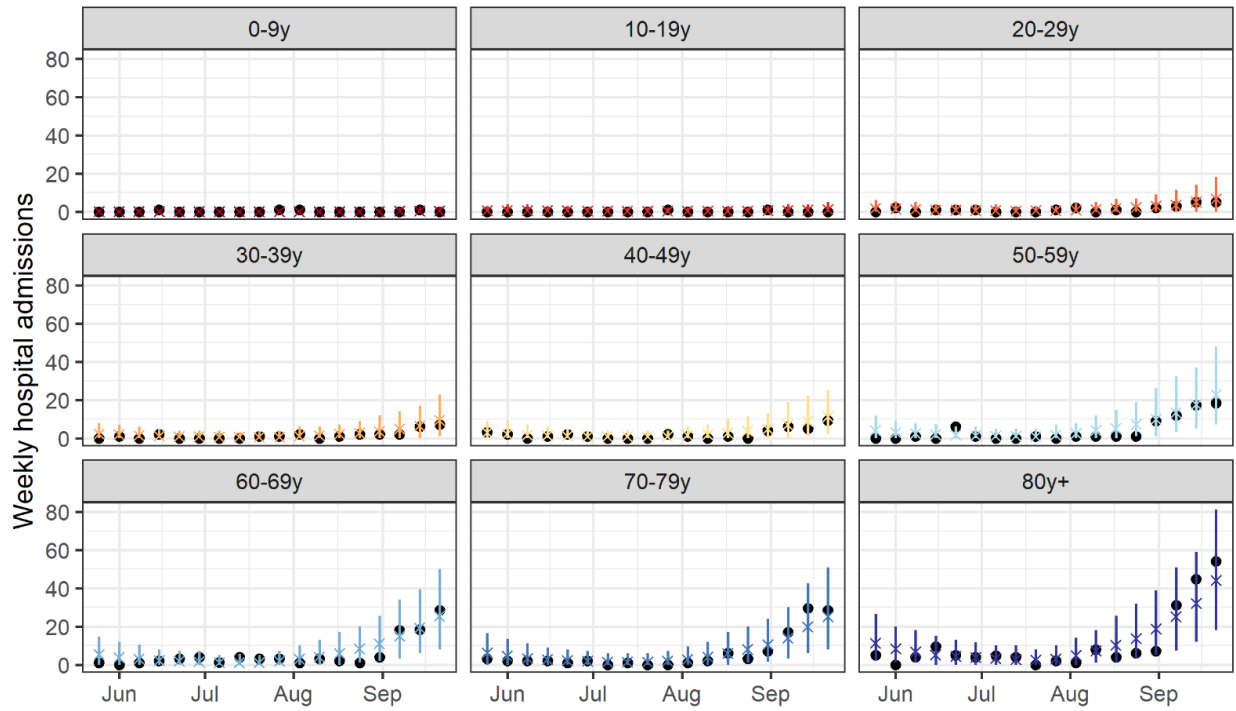 Weekly hospital admissions
0-9y
10-19y
20-29y
80
60
40
20
0
30-39y
40-49y
50-59y
80
60
40
20
0
60-69y
70-79y
80y+
80
60
40
20
0
Jun Jul Aug Sep
Jun Jul Aug Sep
Jun Jul Aug Sep